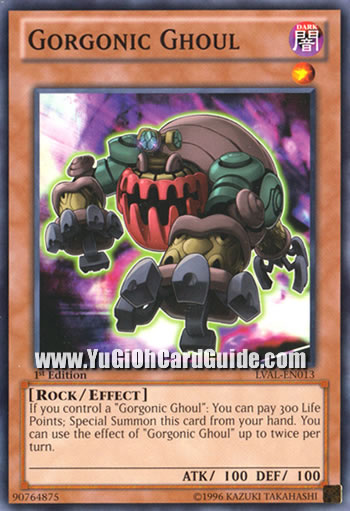 GORGONIC GHOUL
DARK
闇
www.YuGiOhCardGuide.com
1st Edition LVAL-EN013
[ROCK/EFFECT]
If you control a "Gorgonic Ghoul": You can pay 300 Life
Points; Special Summon this card from your hand. You
can use the effect of "Gorgonic Ghoul" up to twice per
turn.
ATK/ 100 DEF/ 100
90764875 ©1996 KAZUKI TAKAHASHI